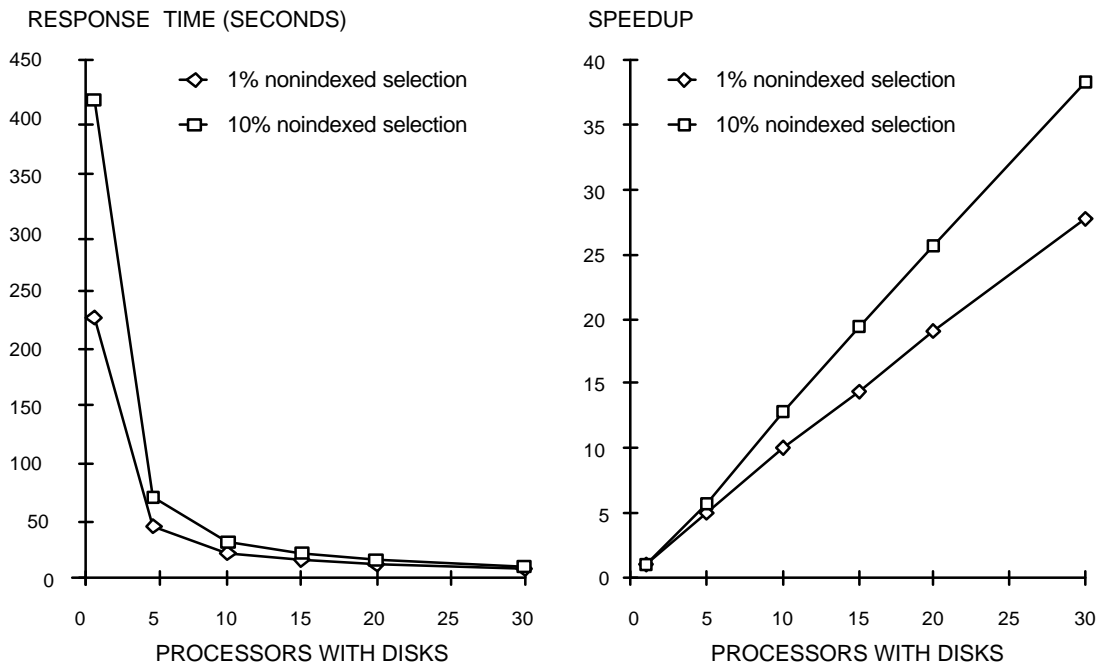 RESPONSE TIME (SECONDS)
450
400
350
300
250
200
150
100
50
0
1% nonindexed selection
10% noindexed selection
0 5 10 15 20 25 30
PROCESSORS WITH DISKS
SPEEDUP
40
35
30
25
20
15
10
5
0
1% nonindexed selection
10% noindexed selection
0 5 10 15 20 25 30
PROCESSORS WITH DISKS